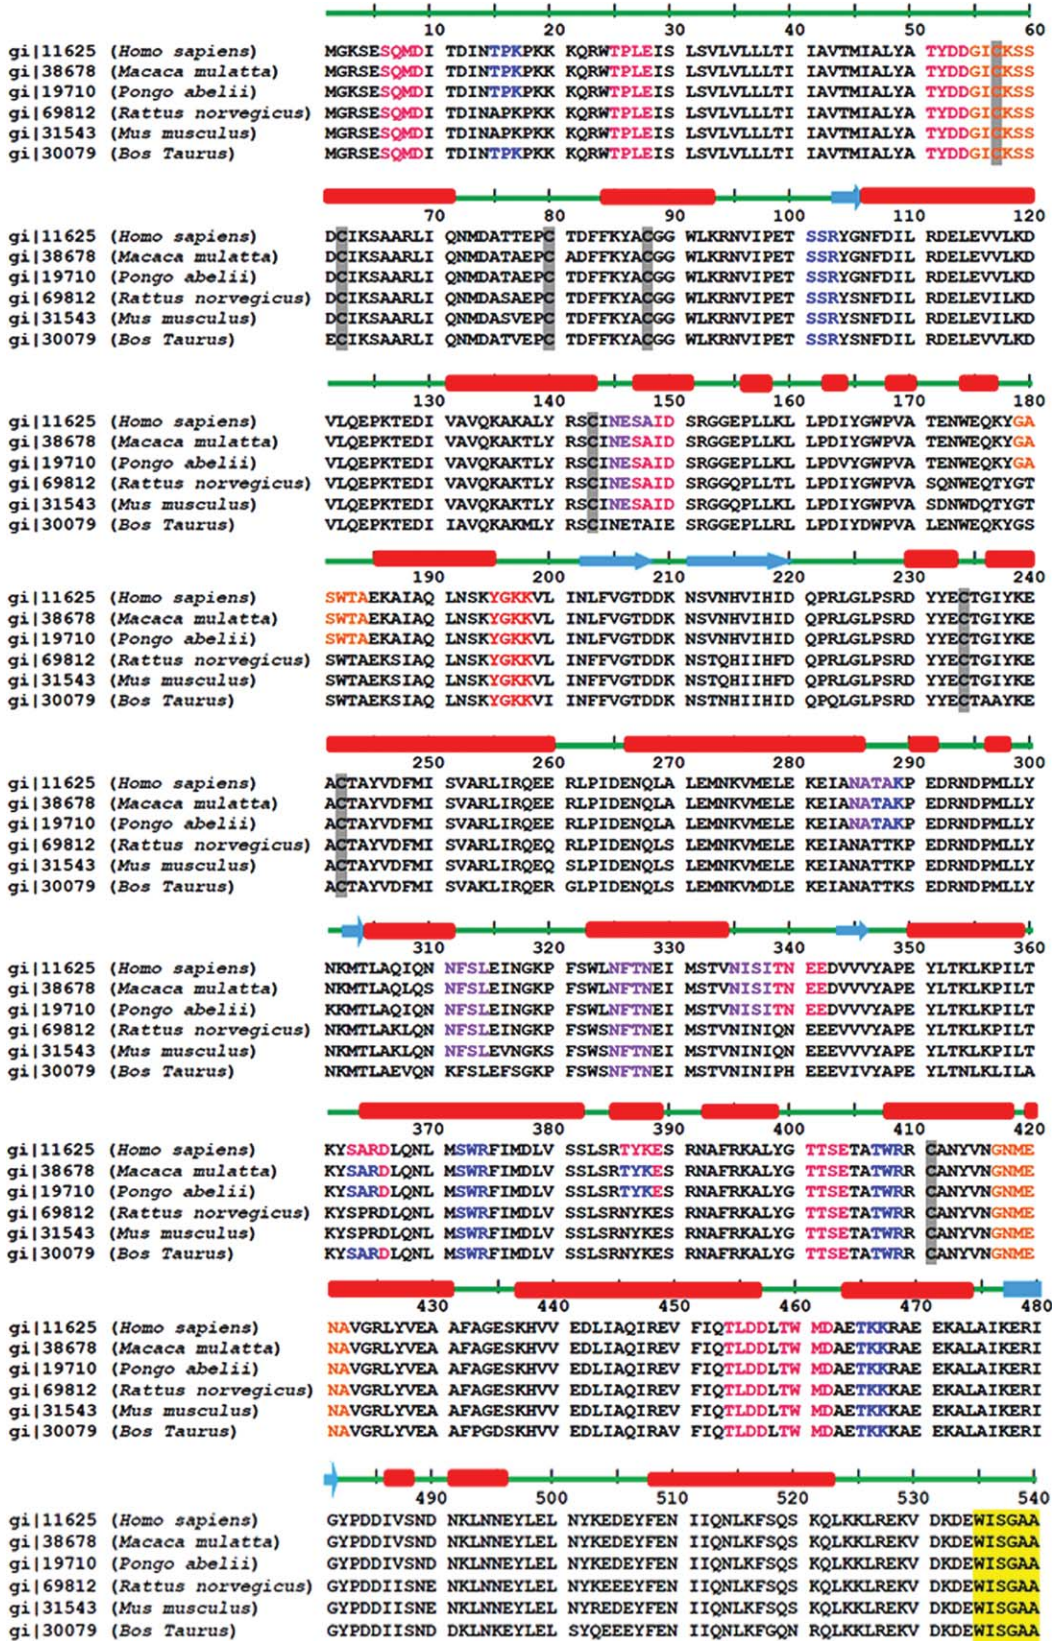 10 20 30 40 50 60
gi|11625 (Homo sapiens) MGKSESQMDI TDINTPKPKK KQRWTPLEIS LSVLVLLLTI IAVTMIALYA TYDDGICKSS
gi|38678 (Macaca mulatta) MGRSESQMDI TDINTPKPKK KQRWTPLEIS LSVLVLLLTI IAVTMIALYA TYDDGICKSS
gi|19710 (Pongo abelii) MGRSESQMDI TDINTPKPKK KQRWTPLEIS LSVLVLLLTI IAVTMIALYA TYDDGICKSS
gi|69812 (Rattus norvegicus) MGRSESQMDI TDINAPKPKK KQRWTPLEIS LSVLVLLLTI IAVTMIALYA TYDDGICKSS
gi|31543 (Mus musculus) MGRSESQMDI TDINAPKPKK KQRWTPLEIS LSVLVLLLTI IAVTMIALYA TYDDGICKSS
gi|30079 (Bos Taurus) MGRSESQMDI TDINTPKPKK KQRWTPLEIS LSVLVLLLTI IAVTMIALYA TYDDGICKSS
70 80 90 100 110 120
gi|11625 (Homo sapiens) DCIKSAARLI QNMDATTEPC TDFFKYACGG WLKRNVIPET SSRYGNFDIL RDELEVVLKD
gi|38678 (Macaca mulatta) DCIKSAARLI QNMDATAEPC ADFFKYACGG WLKRNVIPET SSRYGNFDIL RDELEVVLKD
gi|19710 (Pongo abelii) DCIKSAARLI QNMDATAEPC TDFFKYACGG WLKRNVIPET SSRYGNFDIL RDELEVVLKD
gi|69812 (Rattus norvegicus) DCIKSAARLI QNMDASAEPC TDFFKYACGG WLKRNVIPET SSRYSNFDIL RDELEVILKD
gi|31543 (Mus musculus) DCIKSAARLI QNMDASVEPC TDFFKYACGG WLKRNVIPET SSRYSNFDIL RDELEVILKD
gi|30079 (Bos Taurus) ECIKSAARLI QNMDATVEPC TDFFKYACGG WLKRNVIPET SSRYSNFDIL RDELEVILKD
130 140 150 160 170 180
gi|11625 (Homo sapiens) VLQEPKTEDI VAVQKAKALY RSCINESAID SRGGEPLLKL LPDIYGWPVA TENWEQKYGA
gi|38678 (Macaca mulatta) VLQEPKTEDI VAVQKAKTLY RSCINESAID SRGGEPLLKL LPDIYGWPVA TENWEQKYGA
gi|19710 (Pongo abelii) VLQEPKTEDI VAVQKAKTLY RSCINESAID SRGGEPLLKL LPDVYGWPVA TENWEQKYGA
gi|69812 (Rattus norvegicus) VLQEPKTEDI VAVQKAKTLY RSCINESAID SRGGQPLLTL LPDIYGWPVA SQNWEQTYGT
gi|31543 (Mus musculus) VLQEPKTEDI VAVQKAKTLY RSCINESAID SRGGQPLLKL LPDIYGWPVA SDNWDQTYGT
gi|30079 (Bos Taurus) VLQEPKTEDI IAVQKAKMLY RSCINETAIE SRGGEPLLRL LPDIYDWPVA LENWEQKYGS
190 200 210 220 230 240
gi|11625 (Homo sapiens) SWTAEKAIAQ LNSKYGKKVL INLFVGTDDK NSVNHVIHID QPRLGLPSRD YYECTGIYKE
gi|38678 (Macaca mulatta) SWTAEKAIAQ LNSKYGKKVL INLFVGTDDK NSVNHVIHID QPRLGLPSRD YYECTGIYKE
gi|19710 (Pongo abelii) SWTAEKAIAQ LNSKYGKKVL INLFVGTDDK NSVNHVIHID QPRLGLPSRD YYECTGIYKE
gi|69812 (Rattus norvegicus) SWTAEKSIAQ LNSKYGKKVL INFFVGTDDK NSTQHIIHFD QPRLGLPSRD YYECTGIYKE
gi|31543 (Mus musculus) SWTAEKSIAQ LNSKYGKKVL INFFVGTDDK NSTQHIIHFD QPRLGLPSRD YYECTGIYKE
gi|30079 (Bos Taurus) SWTAEKSIAQ LNSKYGKKVI INFFVGTDDK NSTNHIIHID QPQLGLPSRD YYECTAAYKE
250 260 270 280 290 300
gi|11625 (Homo sapiens) ACTAYVDFMI SVARLIRQEE RLPIDENQLA LEMNKVMELE KEIANATAKP EDRNDPMLLY
gi|38678 (Macaca mulatta) ACTAYVDFMI SVARLIRQEE RLPIDENQLA LEMNKVMELE KEIANATAKP EDRNDPMLLY
gi|19710 (Pongo abelii) ACTAYVDFMI SVARLIRQEE RLPIDENQLA LEMNKVMELE KEIANATAKP EDRNDPMLLY
gi|69812 (Rattus norvegicus) ACTAYVDFMI SVARLIRQEQ RLPIDENQLS LEMNKVMELE KEIANATTKP EDRNDPMLLY
gi|31543 (Mus musculus) ACTAYVDFMI SVARLIRQEQ SLPIDENQLS LEMNKVMELE KEIANATTKP EDRNDPMLLY
gi|30079 (Bos Taurus) ACTAYVDFMI SVAKLIRQER GLPIDENQLS LEMNKVMDLE KEIANATTKS EDRNDPMLLY
310 320 330 340 350 360
gi|11625 (Homo sapiens) NKMTLAQIQN NFSLEINGKP FSWLNFTNEI MSTVNISITN EEDVVVYAPE YLTKLKPILT
gi|38678 (Macaca mulatta) NKMTLAQLQS NFSLEINGKP FSWLNFTNEI MSTVNISITN EEDVVVYAPE YLTKLKPILT
gi|19710 (Pongo abelii) KKMTLAQIQN NFSLEINGKP FSWLNFTNEI MSTVNISITN EEDVVVYAPE YLTKLKPILT
gi|69812 (Rattus norvegicus) NKMTLAKLQN NFSLEINGKP FSWSNFTNEI MSTVNINIQN EEEVVVYAPE YLTKLKPILT
gi|31543 (Mus musculus) NKMTLAKLQN NFSLEVNGKS FSWSNFTNEI MSTVNINIQN EEEVVVYAPE YLTKLKPILT
gi|30079 (Bos Taurus) NKMTLAEVQN KFSLEFSGKP FSWSNFTNEI MSTVNINIPH EEEVIVYAPE YLTNLKLILA
370 380 390 400 410 420
gi|11625 (Homo sapiens) KYSARDLQNL MSWRFIMDLV SSLSRTYKES RNAFRKALYG TTSETATWRR CANYVNGNME
gi|38678 (Macaca mulatta) KYSARDLQNL MSWRFIMDLV SSLSRTYKES RNAFRKALYG TTSETATWRR CANYVNGNME
gi|19710 (Pongo abelii) KYSARDLQNL MSWRFIMDLV SSLSRTYKES RNAFRKALYG TTSETATWRR CANYVNGNME
gi|69812 (Rattus norvegicus) KYSPRDLQNL MSWRFIMDLV SSLSRNYKES RNAFRKALYG TTSETATWRR CANYVNGNME
gi|31543 (Mus musculus) KYSPRDLQNL MSWRFIMDLV SSLSRNYKES RNAFRKALYG TTSETATWRR CANYVNGNME
gi|30079 (Bos Taurus) KYSARDLQNL MSWRFIMDLV SSLSRNYKES RNAFRKALYG TTSETATWRR CANYVNGNME
430 440 450 460 470 480
gi|11625 (Homo sapiens) NAVGRLYVEA AFAGESKHVV EDLIAQIREV FIQTLDDLTW MDAETKKRAE EKALAIKERI
gi|38678 (Macaca mulatta) NAVGRLYVEA AFAGESKHVV EDLIAQIREV FIQTLDDLTW MDAETKKRAE EKALAIKERI
gi|19710 (Pongo abelii) NAVGRLYVEA AFAGESKHVV EDLIAQIREV FIQTLDDLTW MDAETKKRAE EKALAIKERI
gi|69812 (Rattus norvegicus) NAVGRLYVEA AFAGESKHVV EDLIAQIREV FIQTLDDLTW MDAETKKKAE EKALAIKERI
gi|31543 (Mus musculus) NAVGRLYVEA AFAGESKHVV EDLIAQIREV FIQTLDDLTW MDAETKKKAE EKALAIKERI
gi|30079 (Bos Taurus) NAVGRLYVEA AFPGDSKHVV EDLIAQIRAV FIQTLDDLTW MDAETKKKAE EKALAIKERI
490 500 510 520 530 540
gi|11625 (Homo sapiens) GYPDDIVSND NKLNNEYLEL NYKEDEYFEN IIQNLKFSQS KQLKKLREKV DKDEWISGAA
gi|38678 (Macaca mulatta) GYPDDIVSND NKLNNEYLEL NYKEDEYFEN IIQNLKFSQS KQLKKLREKV DKDEWISGAA
gi|19710 (Pongo abelii) GYPDDIVSND NKLNNEYLEL NYKEDEYFEN IIQNLKFSQS KQLKKLREKV DKDEWISGAA
gi|69812 (Rattus norvegicus) GYPDDIISNE NKLNNEYLEL NYKEEEYFEN IIQNLKFSQS KQLKKLREKV DKDEWISGAA
gi|31543 (Mus musculus) GYPDDIISNE NKLNNEYLEL NYREDEYFEN IIQNLKFSQS KQLKKLREKV DKDEWISGAA
gi|30079 (Bos Taurus) GYPDDIISND DKLNKEYLEL SYQEEEYFEN IIQNLKFGQN RQLKKLREKV DKDEWISGAA